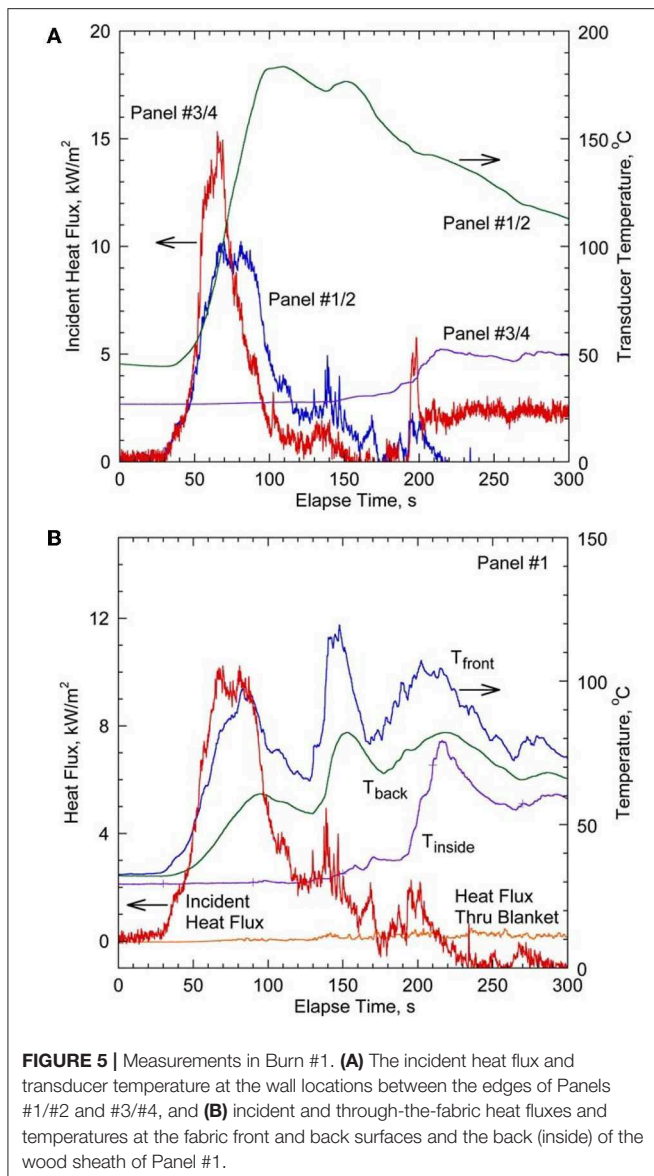 A
20
200
15
150
10
100
5
50
0
0
0
50
100
150
200
250
300
Incident Heat Flux, kW/m²
Transducer Temperature, °C
Panel #3/4
Panel #1/2
Panel #1/2
Panel #3/4
Elapse Time, s
B
150
Panel #1
12
100
8
50
4
0
0
0
50
100
150
200
250
300
Heat Flux, kW/m²
Temperature, °C
T_front
T_back
T_inside
Incident
Heat Flux
Heat Flux
Thru Blanket
Elapse Time, s
FIGURE 5 | Measurements in Burn #1. (A) The incident heat flux and
transducer temperature at the wall locations between the edges of Panels
#1/#2 and #3/#4, and (B) incident and through-the-fabric heat fluxes and
temperatures at the fabric front and back surfaces and the back (inside) of the
wood sheath of Panel #1.